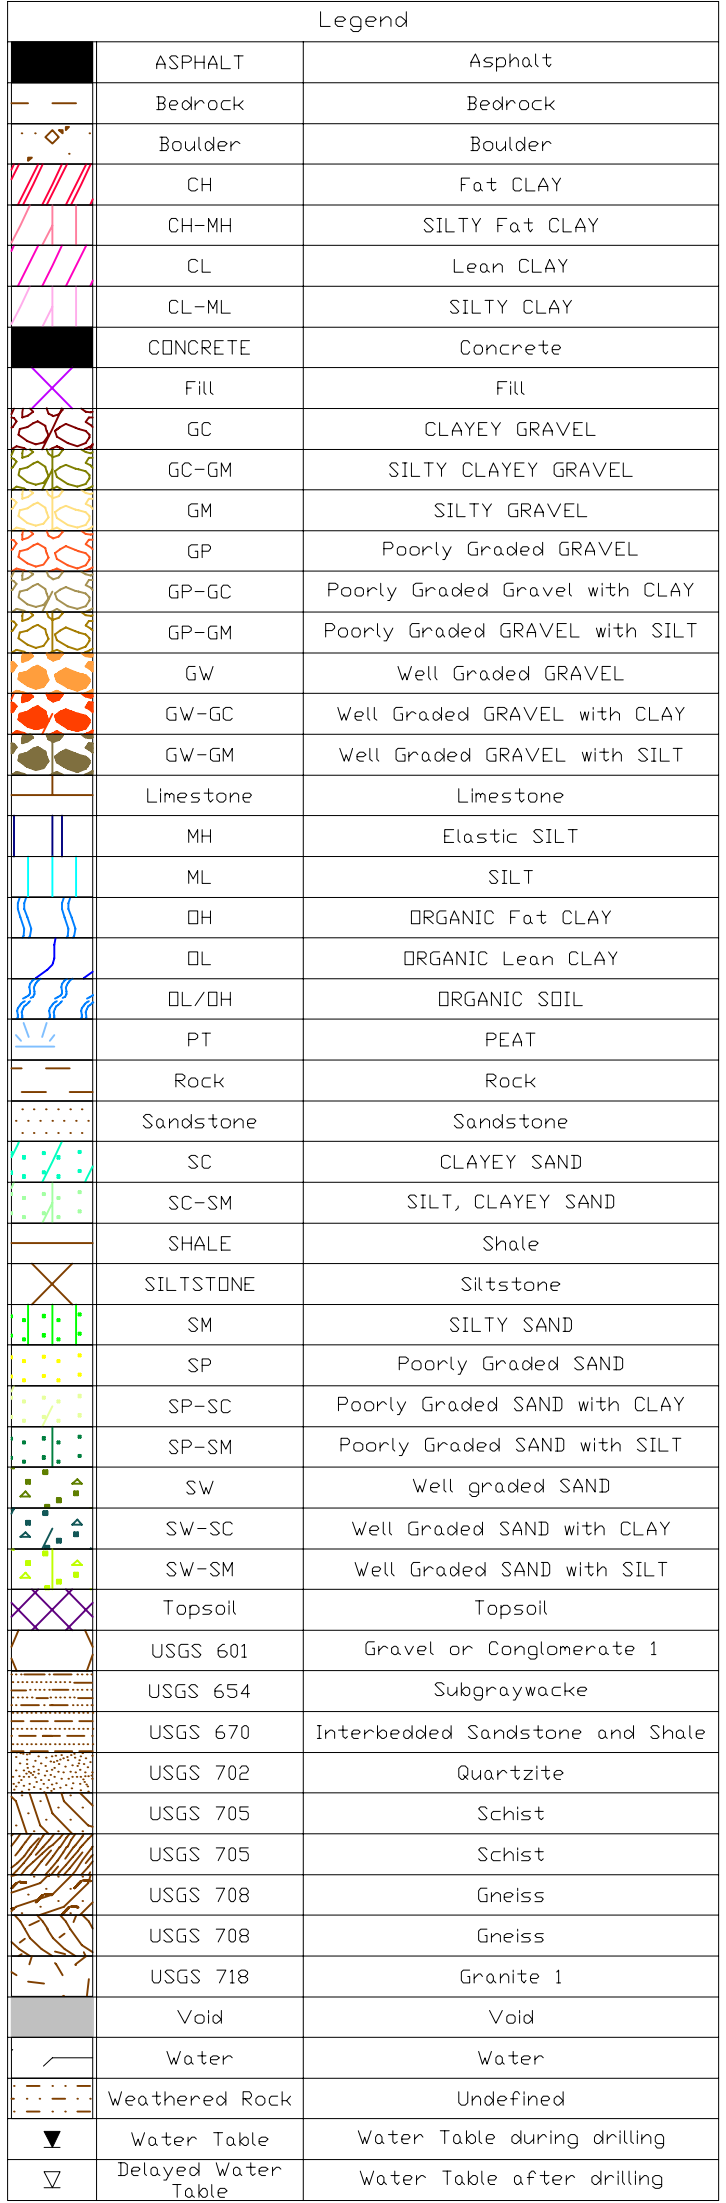 Legend
ASPHALT Asphalt
Bedrock Bedrock
Boulder Boulder
CH Fat CLAY
CH-MH SILTY Fat CLAY
CL Lean CLAY
CL-ML SILTY CLAY
CONCRETE Concrete
Fill Fill
GC CLAYEY GRAVEL
GC-GM SILTY CLAYEY GRAVEL
GM SILTY GRAVEL
GP Poorly Graded GRAVEL
GP-GC Poorly Graded Gravel with CLAY
GP-GM Poorly Graded GRAVEL with SILT
GW Well Graded GRAVEL
GW-GC Well Graded GRAVEL with CLAY
GW-GM Well Graded GRAVEL with SILT
Limestone Limestone
MH Elastic SILT
ML SILT
OH ORGANIC Fat CLAY
OL ORGANIC Lean CLAY
OL/OH ORGANIC SOIL
PT PEAT
Rock Rock
Sandstone Sandstone
SC CLAYEY SAND
SC-SM SILT, CLAYEY SAND
SHALE Shale
SILTSTONE Siltstone
SM SILTY SAND
SP Poorly Graded SAND
SP-SC Poorly Graded SAND with CLAY
SP-SM Poorly Graded SAND with SILT
SW Well graded SAND
SW-SC Well Graded SAND with CLAY
SW-SM Well Graded SAND with SILT
Topsoil Topsoil
USGS 601 Gravel or Conglomerate 1
USGS 654 Subgraywacke
USGS 670 Interbedded Sandstone and Shale
USGS 702 Quartzite
USGS 705 Schist
USGS 705 Schist
USGS 708 Gneiss
USGS 708 Gneiss
USGS 718 Granite 1
Void Void
Water Water
Weathered Rock Undefined
Water Table Water Table during drilling
Delayed Water
Table Water Table after drilling